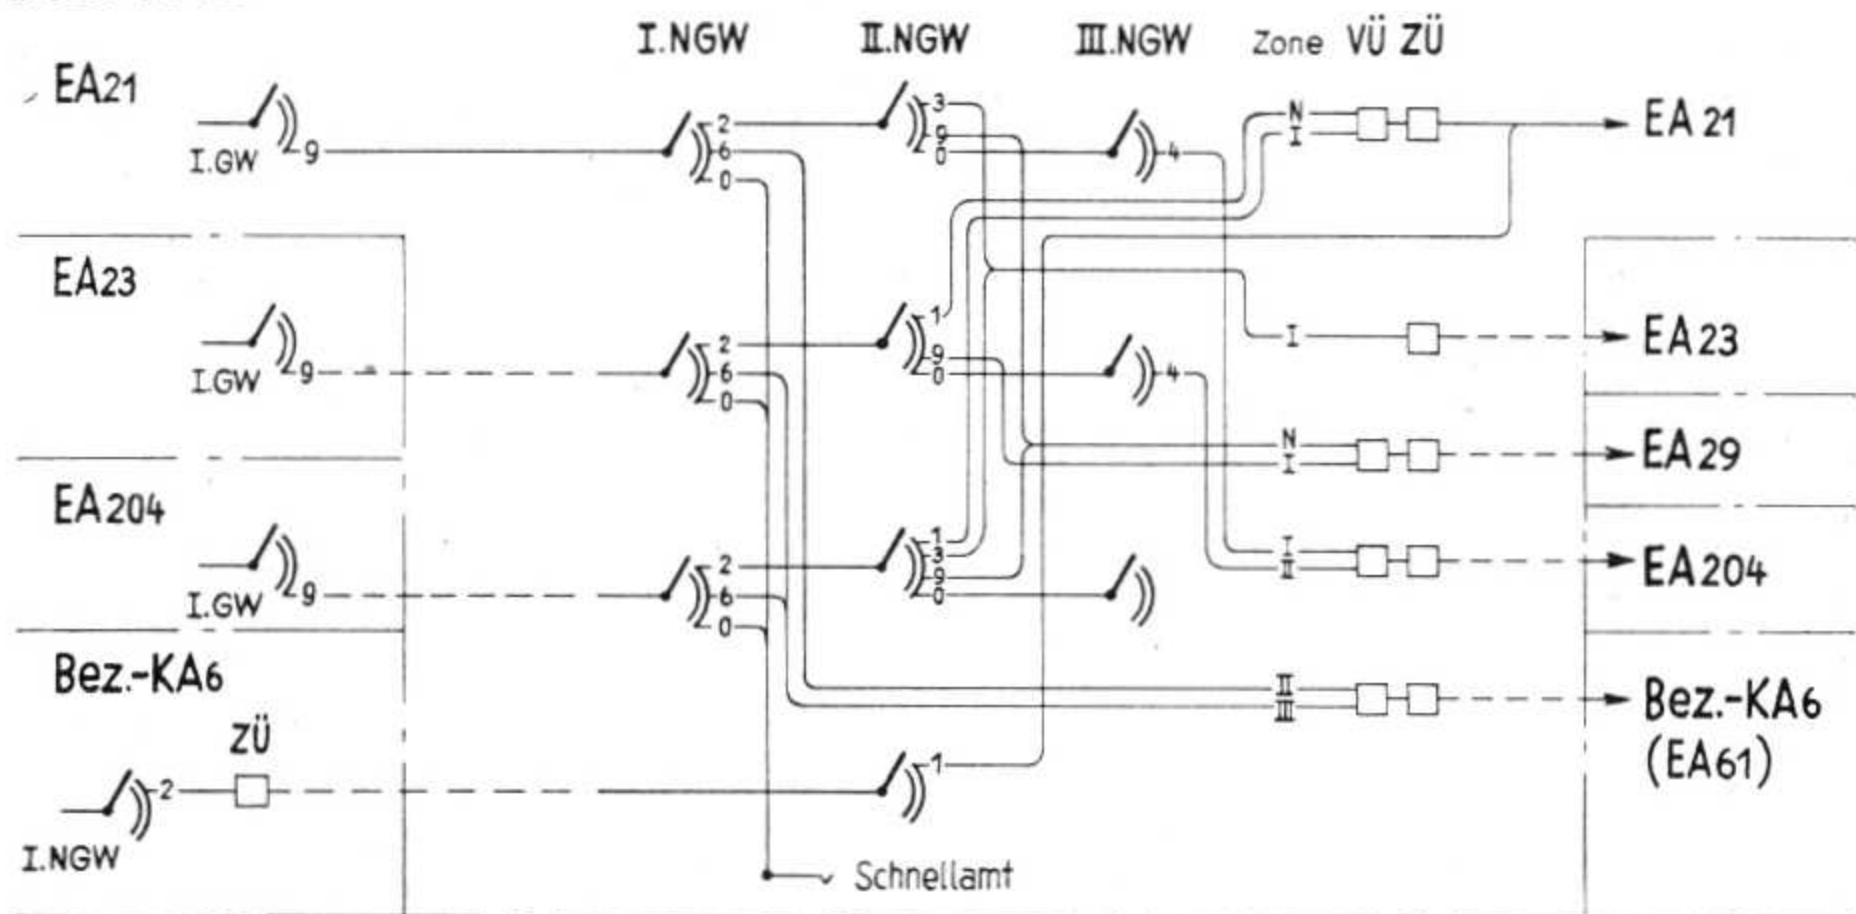 I.NGW II.NGW III.NGW Zone VÜ ZÜ
EA21
I.GW 9
2
6
0
3
9
0
4
N
I
EA 21
EA23
I.GW 9
2
6
0
1
9
0
4
I
EA23
N
I
EA29
EA204
I.GW 9
2
6
0
1
3
9
0
I
II
EA204
Bez.-KA6
ZÜ
2
I.NGW
1
II
III
Bez.-KA6
(EA61)
Schnellamt